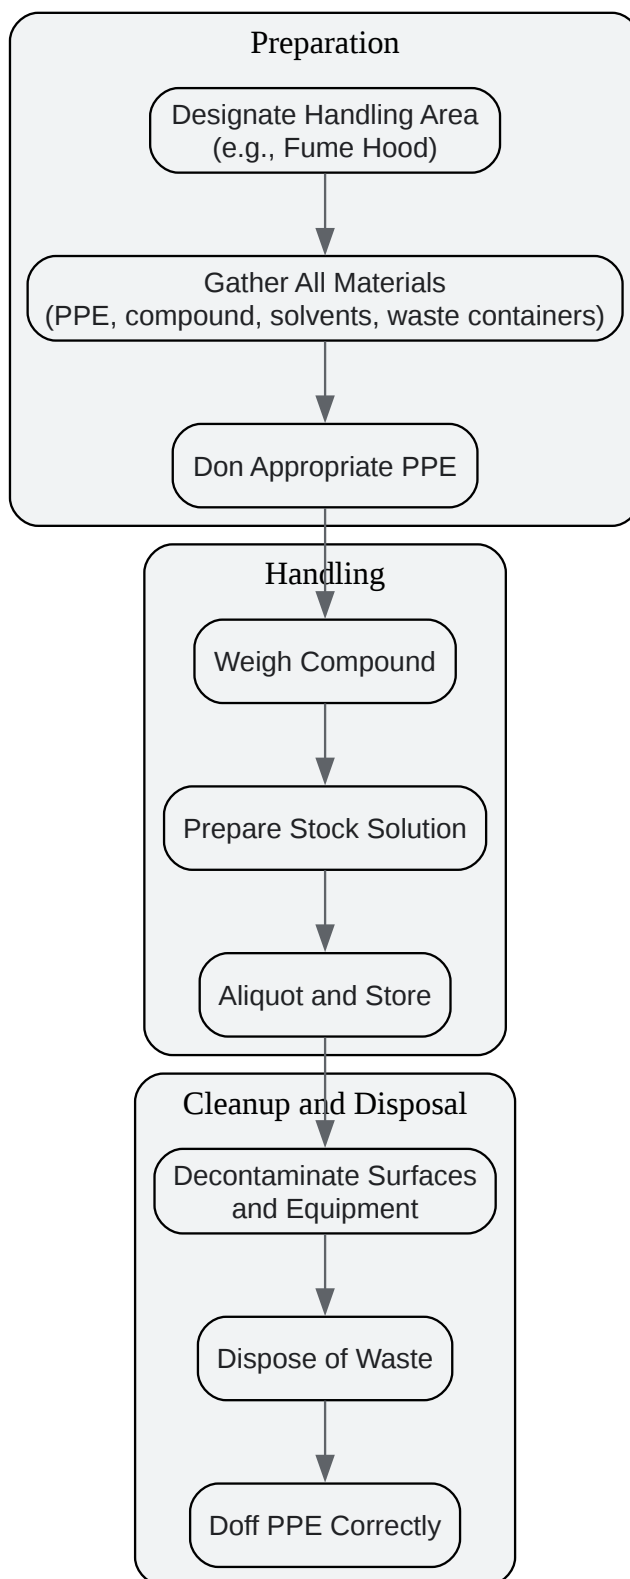 Preparation
Designate Handling Area
(e.g., Fume Hood)
Gather All Materials
(PPE, compound, solvents, waste containers)
Don Appropriate PPE
Handling
Weigh Compound
Prepare Stock Solution
Aliquot and Store
Cleanup and Disposal
Decontaminate Surfaces
and Equipment
Dispose of Waste
Doff PPE Correctly